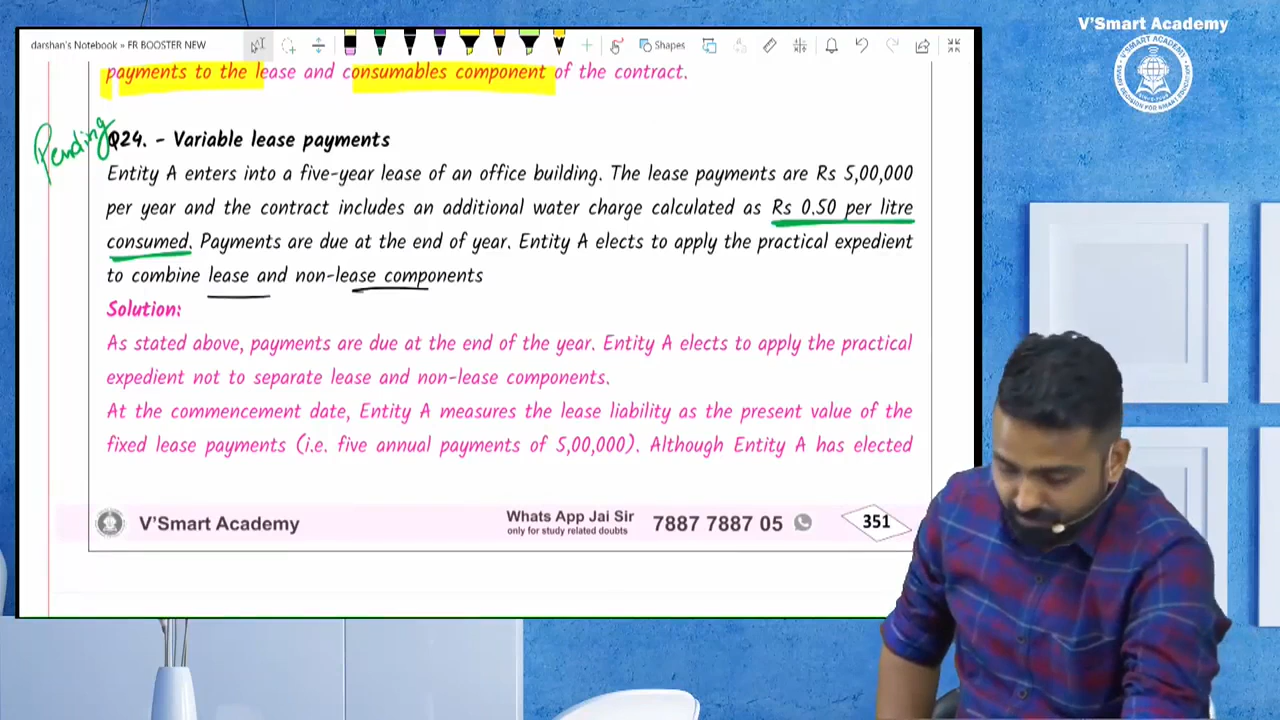 V'Smart Academy
darshan's Notebook » FR BOOSTER NEW
Shapes
payments to the lease and consumables component of the contract.
Pending
Q24. - Variable lease payments
Entity A enters into a five-year lease of an office building. The lease payments are Rs 5,00,000
per year and the contract includes an additional water charge calculated as Rs 0.50 per litre
consumed. Payments are due at the end of year. Entity A elects to apply the practical expedient
to combine lease and non-lease components
Solution:
As stated above, payments are due at the end of the year. Entity A elects to apply the practical
expedient not to separate lease and non-lease components.
At the commencement date, Entity A measures the lease liability as the present value of the
fixed lease payments (i.e. five annual payments of 5,00,000). Although Entity A has elected
V'Smart Academy
Whats App Jai Sir
only for study related doubts
7887 7887 05
351